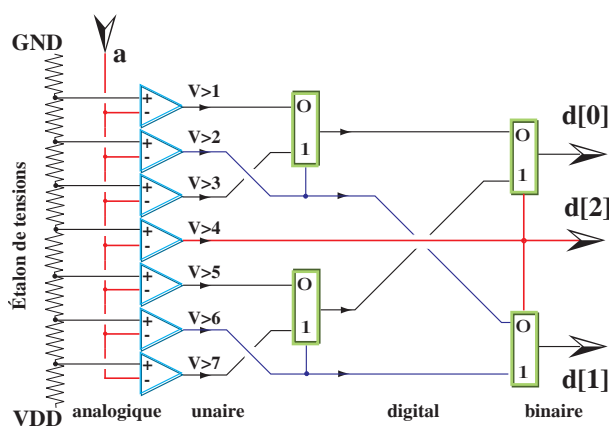 GND
a
Étalon de tensions
VDD
+
-
+
-
+
-
+
-
+
-
+
-
+
-
V>1
V>2
V>3
V>4
V>5
V>6
V>7
O
1
O
1
O
1
O
1
d[0]
d[2]
d[1]
analogique
unaire
digital
binaire